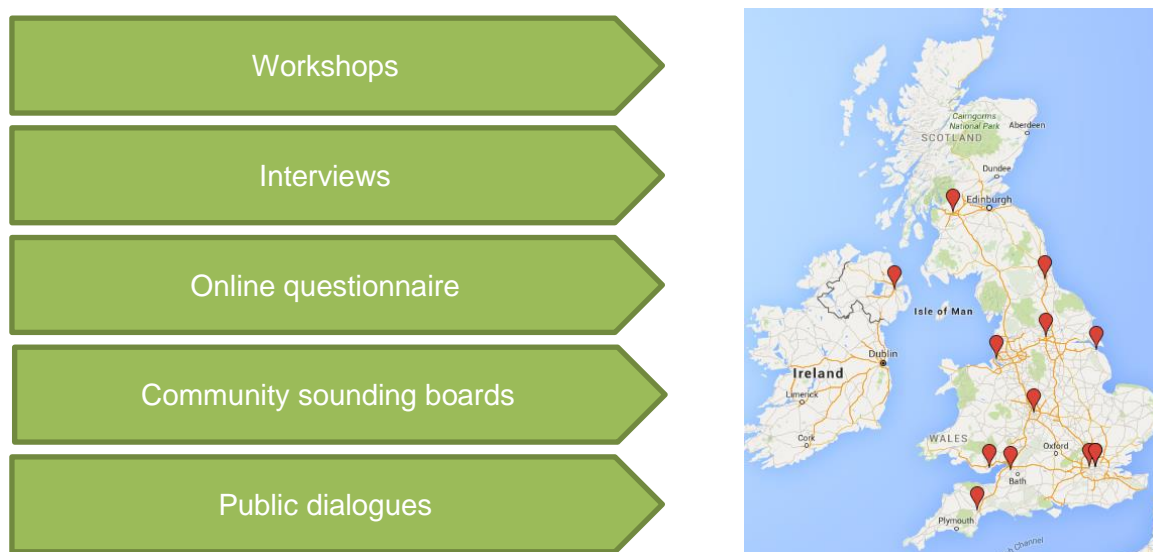 Workshops
Interviews
Online questionnaire
Community sounding boards
Public dialogues
Cairngorms
National Park
Aberdeen
SCOTLAND
Dundee
Edinburgh
Isle of Man
Dublin
Ireland
Limerick
Cork
WALES
Oxford
Bath
Plymouth
Channel